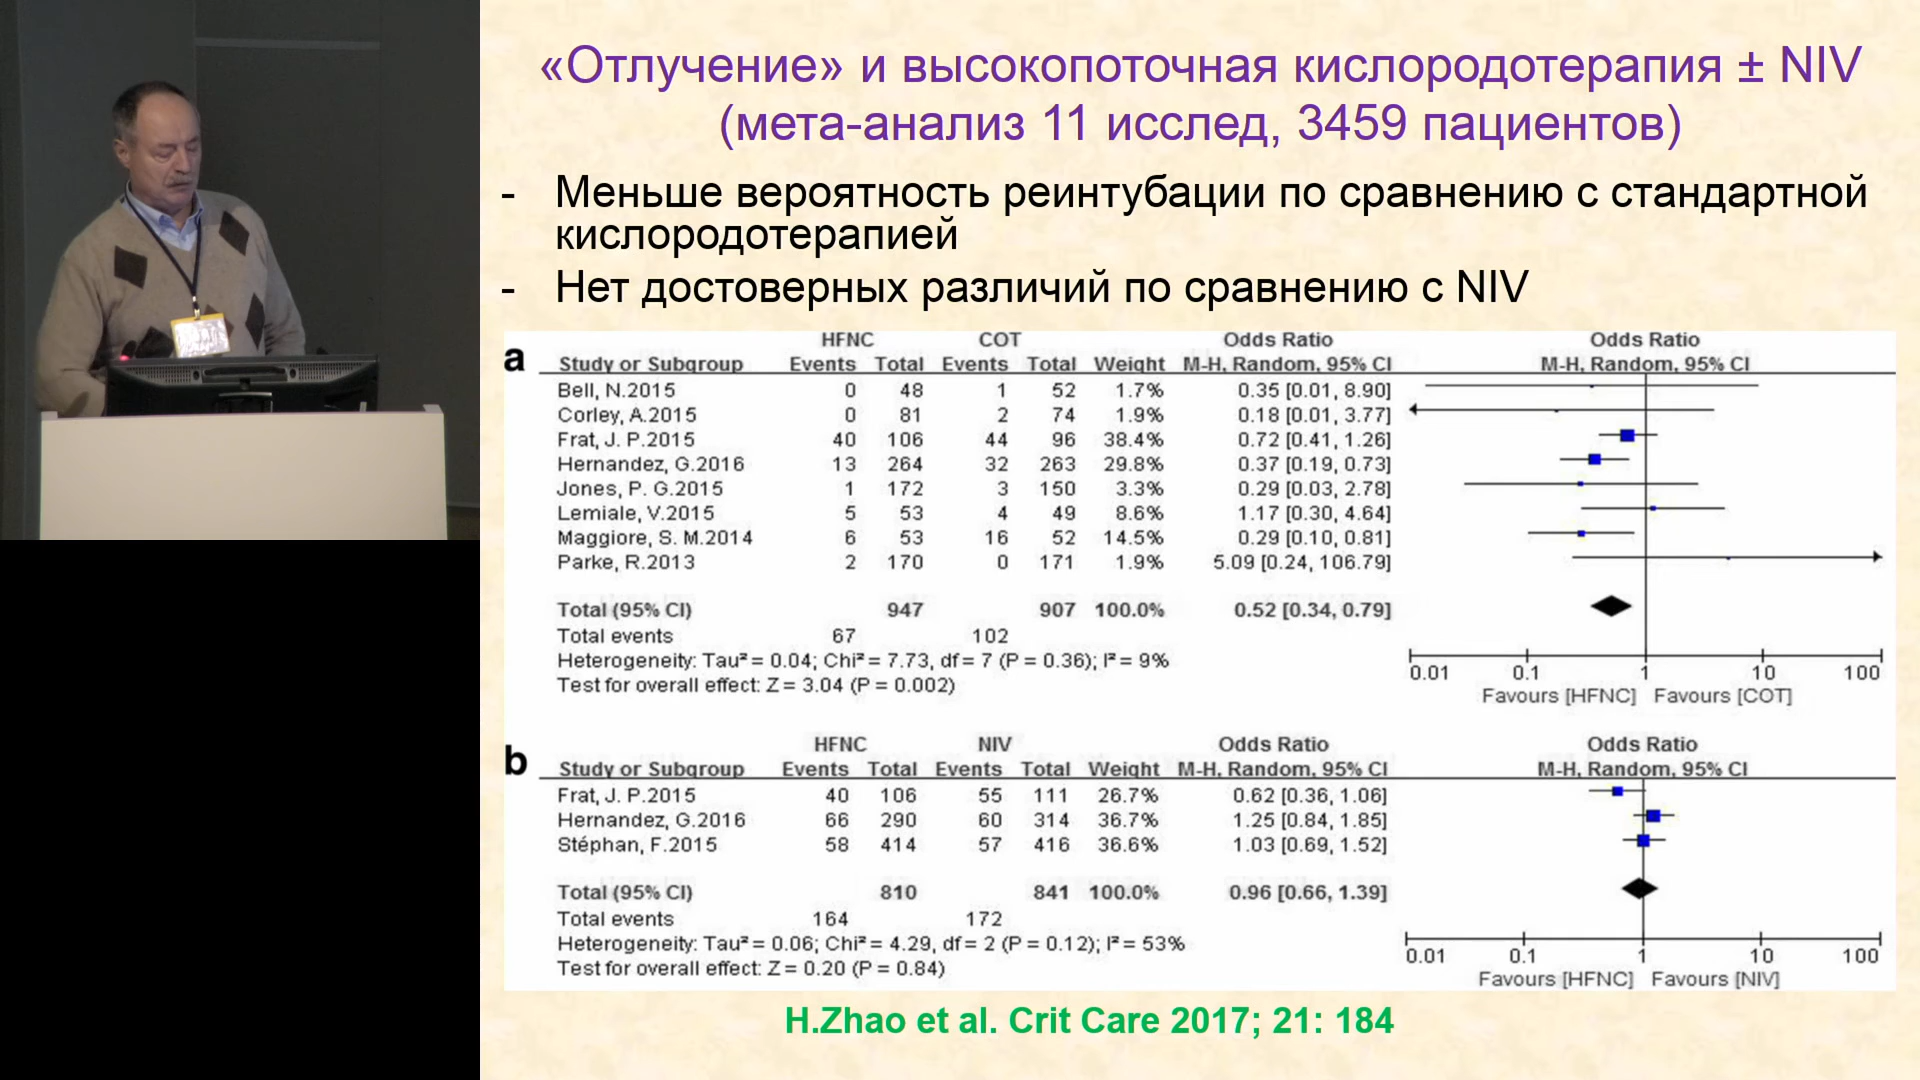 «Отлучение» и высокопоточная кислородотерапия ± NIV
(мета-анализ 11 исслед, 3459 пациентов)
- Меньше вероятность реинтубации по сравнению с стандартной
кислородотерапией
- Нет достоверных различий по сравнению с NIV
a
HFNC COT Odds Ratio Odds Ratio
Study or Subgroup Events Total Events Total Weight M-H, Random, 95% CI M-H, Random, 95% CI
Bell, N.2015 0 48 1 52 1.7% 0.35 [0.01, 8.90]
Corley, A.2015 0 81 2 74 1.9% 0.18 [0.01, 3.77]
Frat, J. P.2015 40 106 44 96 38.4% 0.72 [0.41, 1.26]
Hernandez, G.2016 13 264 32 263 29.8% 0.37 [0.19, 0.73]
Jones, P. G.2015 1 172 3 150 3.3% 0.29 [0.03, 2.78]
Lemiale, V.2015 5 53 4 49 8.6% 1.17 [0.30, 4.64]
Maggiore, S. M.2014 6 53 16 52 14.5% 0.29 [0.10, 0.81]
Parke, R.2013 2 170 0 171 1.9% 5.09 [0.24, 106.79]
Total (95% CI) 947 907 100.0% 0.52 [0.34, 0.79]
Total events 67 102
Heterogeneity: Tau² = 0.04; Chi² = 7.73, df = 7 (P = 0.36); I² = 9%
Test for overall effect: Z = 3.04 (P = 0.002)
0.01 0.1 1 10 100
Favours [HFNC] Favours [COT]
b
HFNC NIV Odds Ratio Odds Ratio
Study or Subgroup Events Total Events Total Weight M-H, Random, 95% CI M-H, Random, 95% CI
Frat, J. P.2015 40 106 55 111 26.7% 0.62 [0.36, 1.06]
Hernandez, G.2016 66 290 60 314 36.7% 1.25 [0.84, 1.85]
Stéphan, F.2015 58 414 57 416 36.6% 1.03 [0.69, 1.52]
Total (95% CI) 810 841 100.0% 0.96 [0.66, 1.39]
Total events 164 172
Heterogeneity: Tau² = 0.06; Chi² = 4.29, df = 2 (P = 0.12); I² = 53%
Test for overall effect: Z = 0.20 (P = 0.84)
0.01 0.1 1 10 100
Favours [HFNC] Favours [NIV]
H.Zhao et al. Crit Care 2017; 21: 184